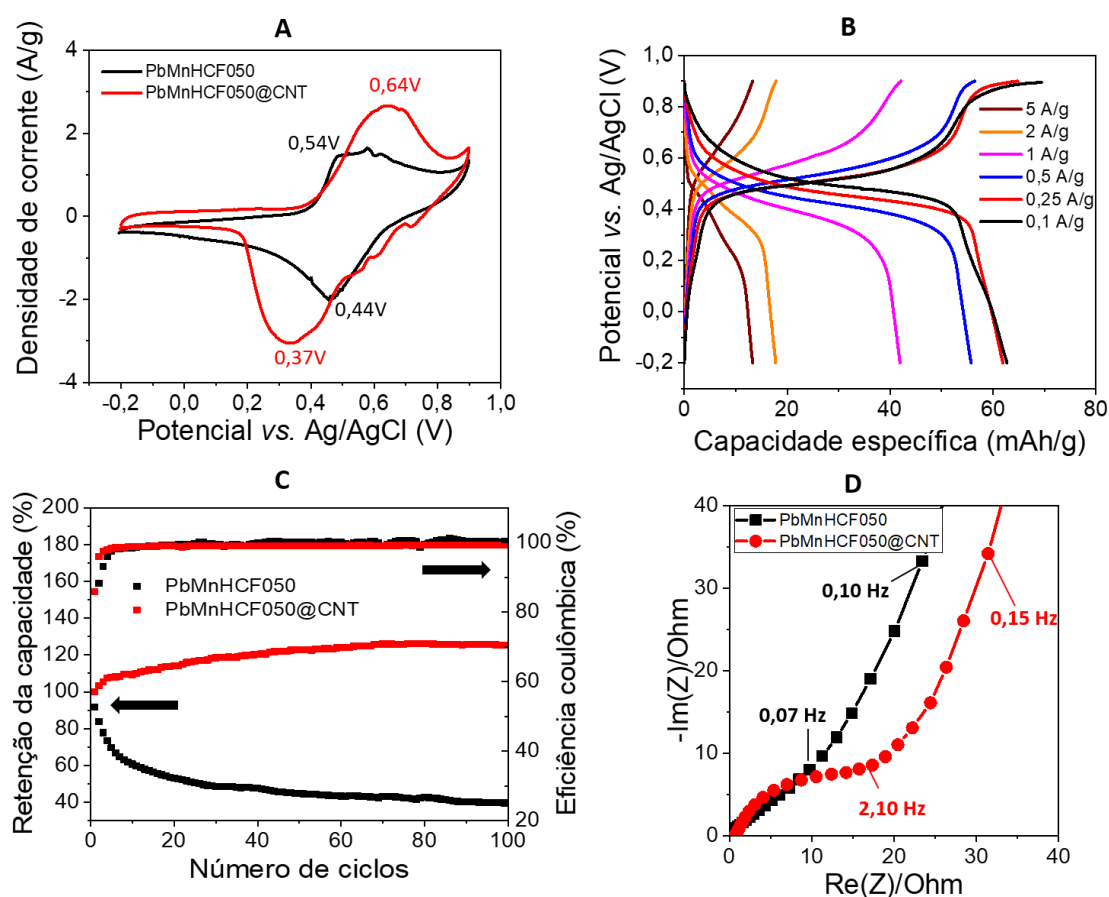 A
Densidade de corrente (A/g)
4
2
0
-2
-4
PbMnHCF050
PbMnHCF050@CNT
0,64V
0,54V
0,44V
0,37V
-0,2 0,0 0,2 0,4 0,6 0,8 1,0
Potencial vs. Ag/AgCl (V)
B
Potencial vs. Ag/AgCl (V)
1,0
0,8
0,6
0,4
0,2
0,0
-0,2
5 A/g
2 A/g
1 A/g
0,5 A/g
0,25 A/g
0,1 A/g
0 20 40 60 80
Capacidade específica (mAh/g)
C
Retenção da capacidade (%)
200
180
160
140
120
100
80
60
40
PbMnHCF050
PbMnHCF050@CNT
100
80
60
40
20
Eficiência coulômbica (%)
0 20 40 60 80 100
Número de ciclos
D
-Im(Z)/Ohm
40
30
20
10
0
PbMnHCF050
PbMnHCF050@CNT
0,10 Hz
0,15 Hz
0,07 Hz
2,10 Hz
0 10 20 30 40
Re(Z)/Ohm